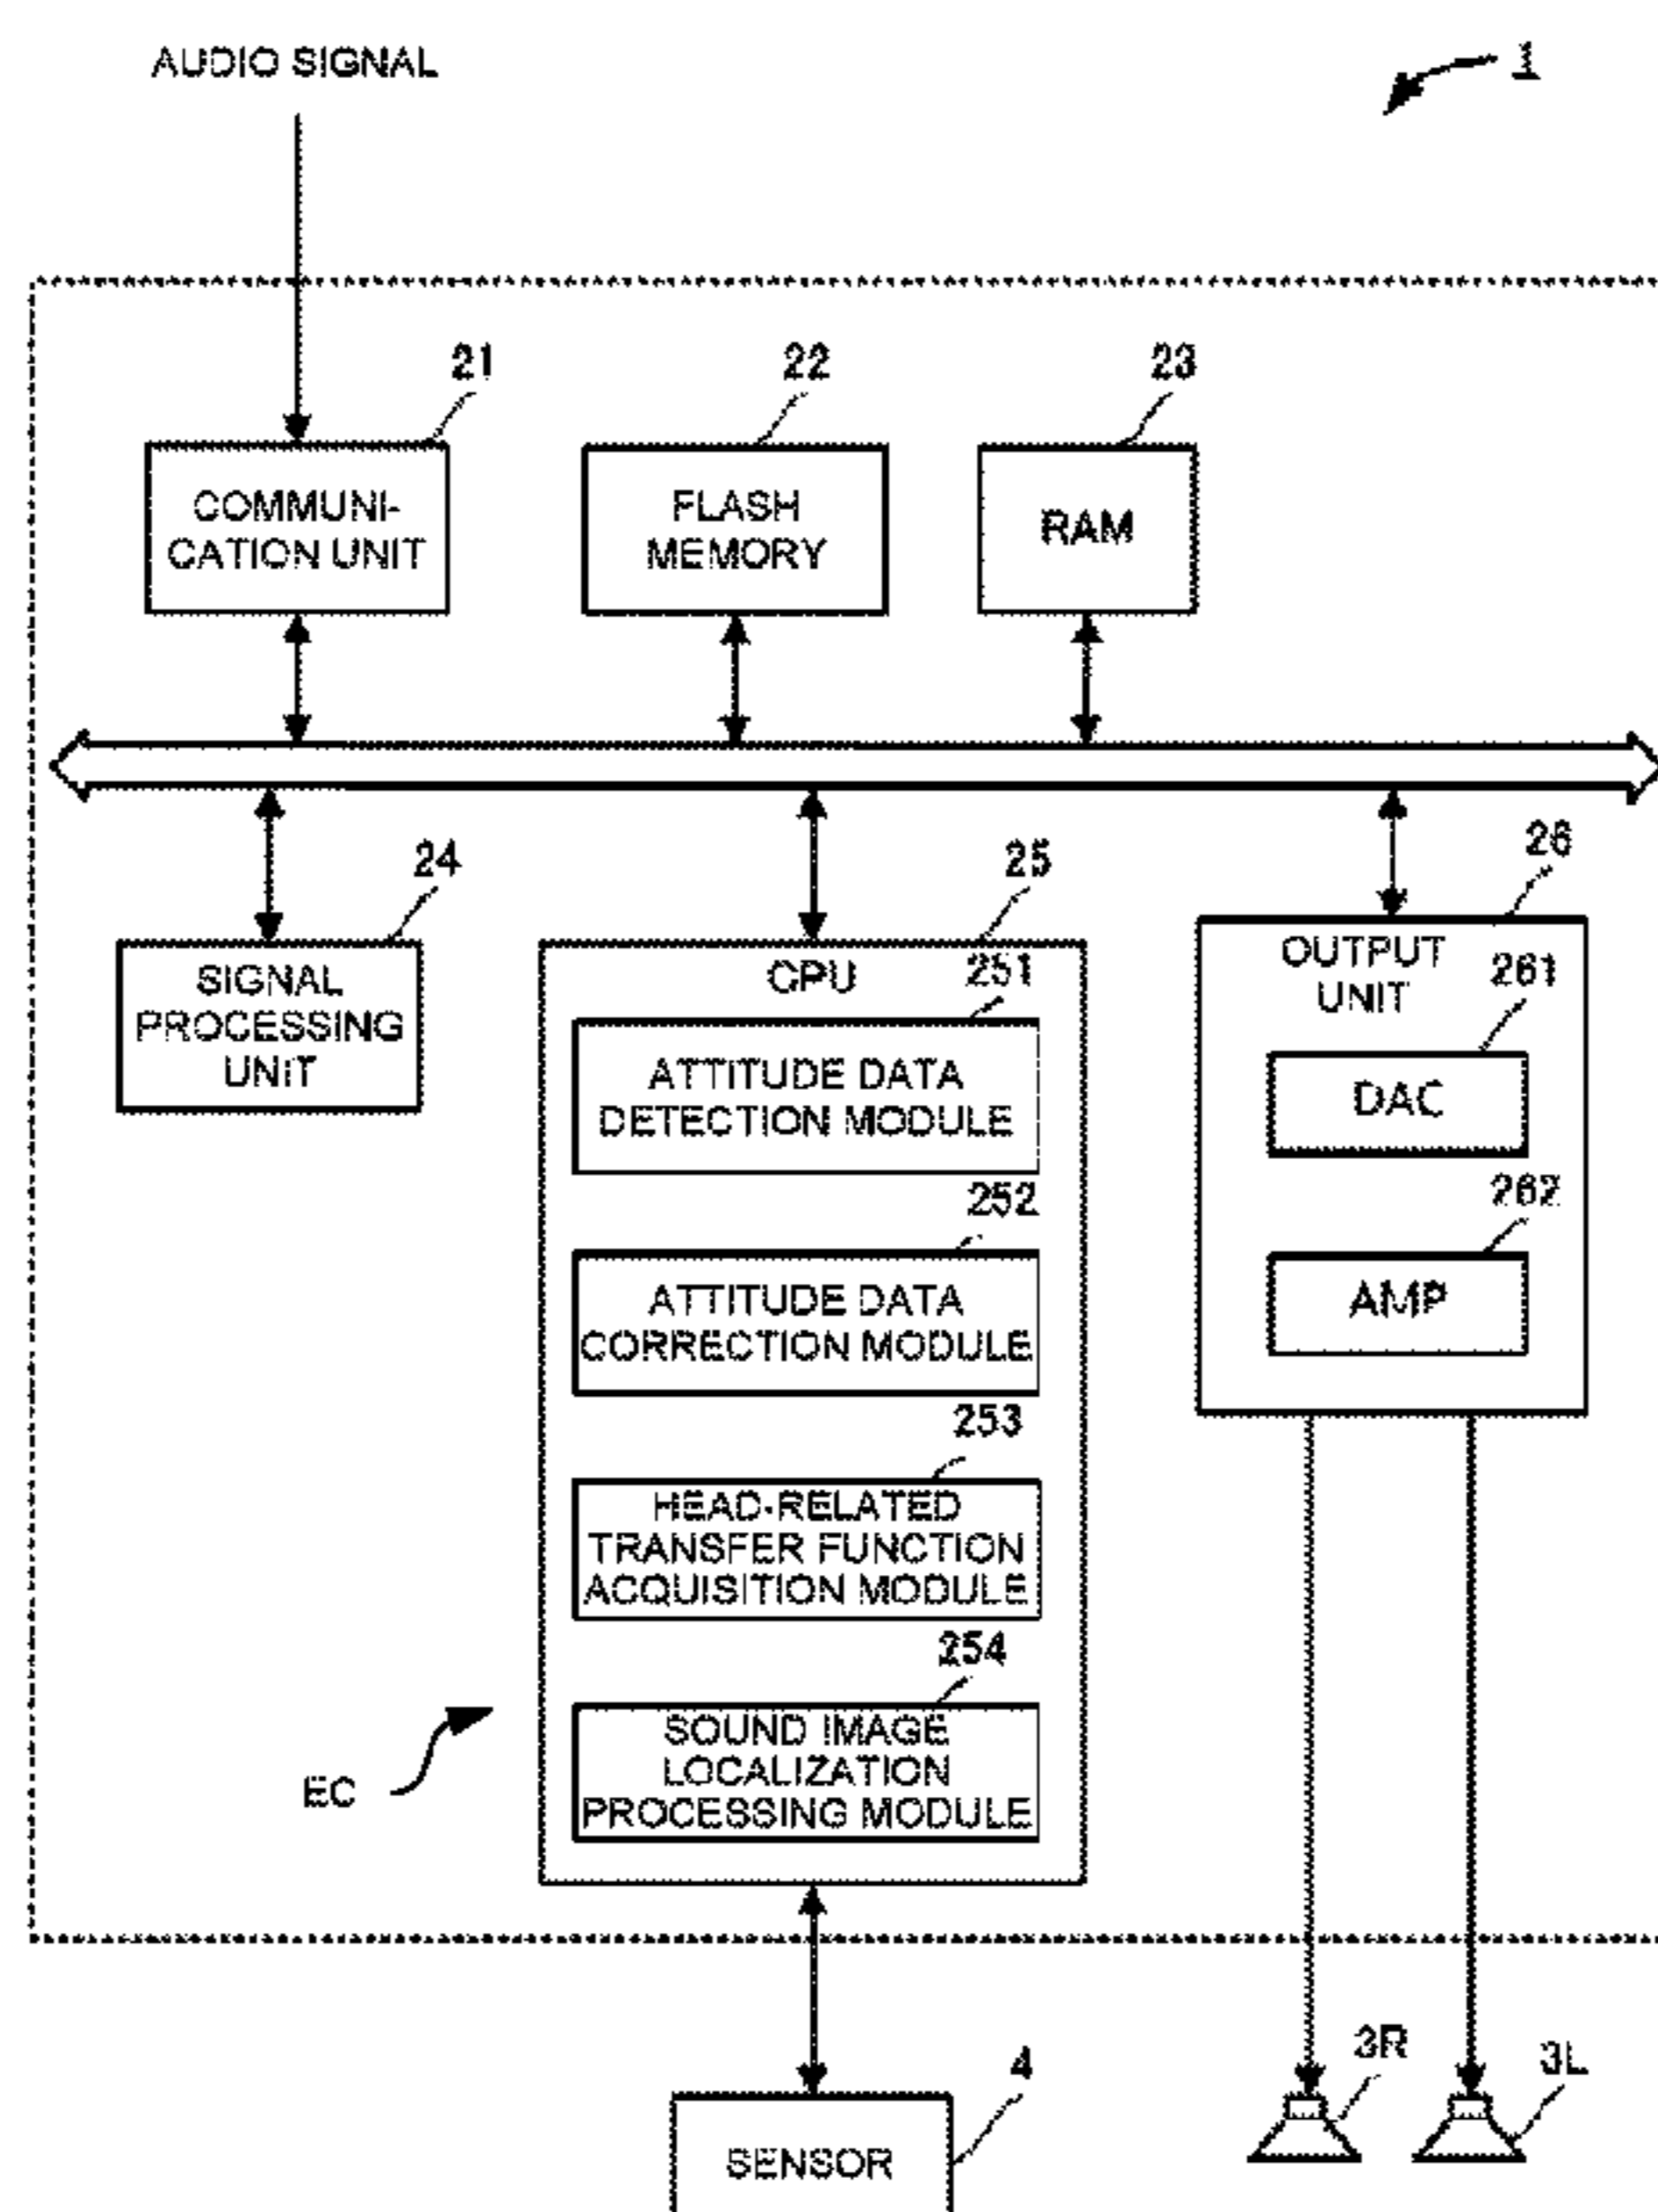 AUDIO SIGNAL
1
21
22
23
COMMUNI-
CATION UNIT
FLASH
MEMORY
RAM
24
25
26
SIGNAL
PROCESSING
UNIT
CPU
251
ATTITUDE DATA
DETECTION MODULE
252
ATTITUDE DATA
CORRECTION MODULE
253
HEAD-RELATED
TRANSFER FUNCTION
ACQUISITION MODULE
254
SOUND IMAGE
LOCALIZATION
PROCESSING MODULE
OUTPUT
UNIT
261
DAC
262
AMP
EC
4
SENSOR
3R
3L